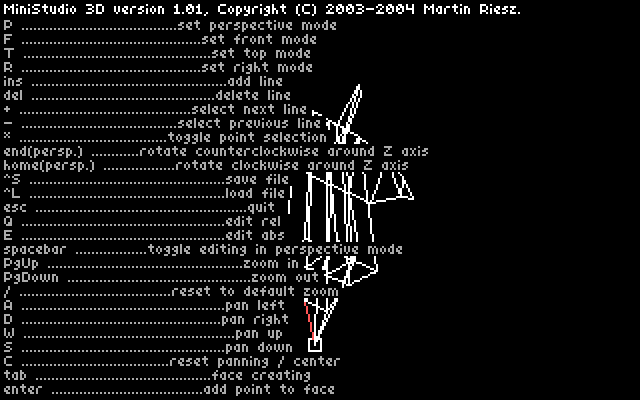 MiniStudio 3D version 1.01, Copyright (C) 2003-2004 Martin Riesz.
P ..........................set perspective mode
F ..............................set front mode
T ................................set top mode
R ..............................set right mode
ins ..................................add line
del ................................delete line
+ .............................select next line
- ...........................select previous line
* .........................toggle point selection
end(persp.) ........rotate counterclockwise around Z axis
home(persp.) .............rotate clockwise around Z axis
^S ..................................save file
^L ..................................load file
esc .....................................quit
Q ..................................edit rel
E ..................................edit abs
spacebar ...........toggle editing in perspective mode
PgUp ...................................zoom in
PgDown ..................................zoom out
/ .........................reset to default zoom
A ....................................pan left
D ...................................pan right
W .....................................pan up
S ...................................pan down
C .........................reset panning / center
tab ...............................face creating
enter ............................add point to face